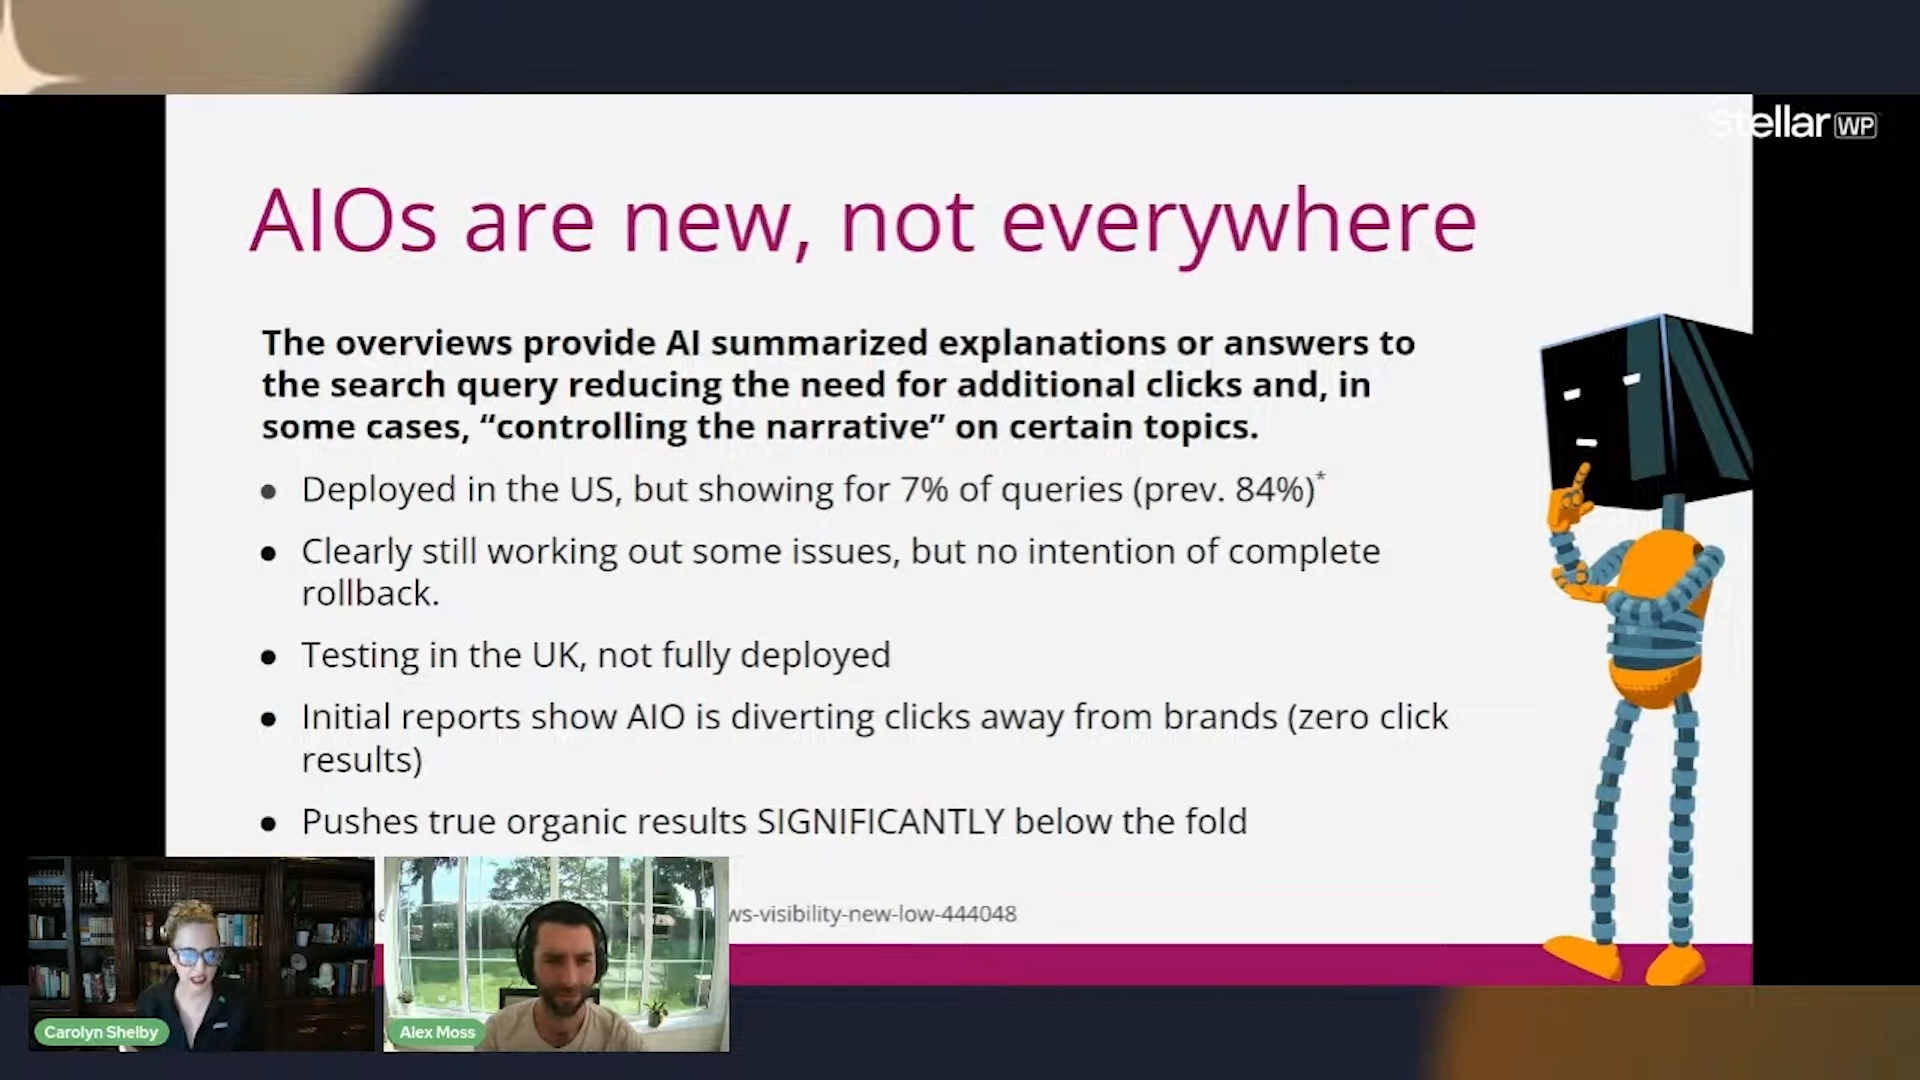 Stellar WP
AIOs are new, not everywhere
The overviews provide AI summarized explanations or answers to
the search query reducing the need for additional clicks and, in
some cases, “controlling the narrative” on certain topics.
● Deployed in the US, but showing for 7% of queries (prev. 84%)*
● Clearly still working out some issues, but no intention of complete
rollback.
● Testing in the UK, not fully deployed
● Initial reports show AIO is diverting clicks away from brands (zero click
results)
● Pushes true organic results SIGNIFICANTLY below the fold
ws-visibility-new-low-444048
Carolyn Shelby
Alex Moss